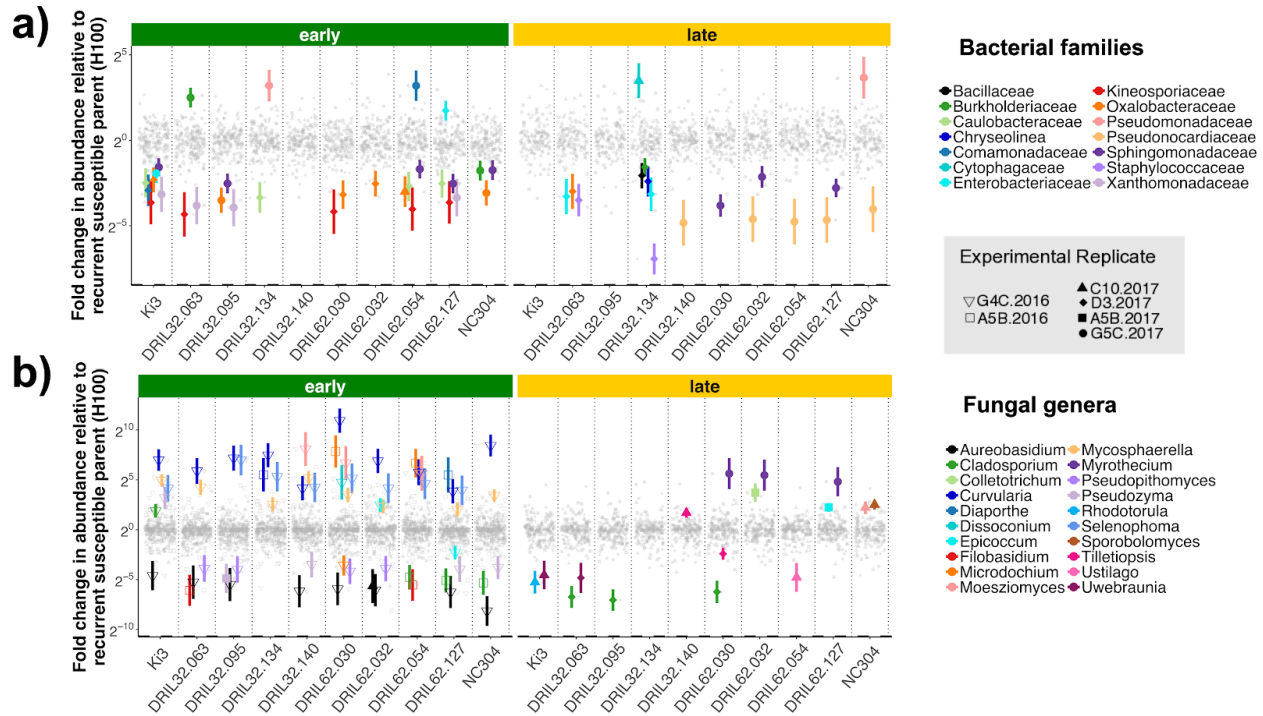 a)
Fold change in abundance relative to
recurrent susceptible parent (H100)
early
late
2^5
2^0
2^-5
Ki3
DRIL32.063
DRIL32.095
DRIL32.134
DRIL32.140
DRIL62.030
DRIL62.032
DRIL62.054
DRIL62.127
NC304
Ki3
DRIL32.063
DRIL32.095
DRIL32.134
DRIL32.140
DRIL62.030
DRIL62.032
DRIL62.054
DRIL62.127
NC304
Bacterial families
Bacillaceae
Burkholderiaceae
Caulobacteraceae
Chryseolinea
Comamonadaceae
Cytophagaceae
Enterobacteriaceae
Kineosporiaceae
Oxalobacteraceae
Pseudomonadaceae
Pseudonocardiaceae
Sphingomonadaceae
Staphylococcaceae
Xanthomonadaceae
Experimental Replicate
G4C.2016
A5B.2016
C10.2017
D3.2017
A5B.2017
G5C.2017
b)
Fold change in abundance relative to
recurrent susceptible parent (H100)
early
late
2^10
2^5
2^0
2^-5
2^-10
Ki3
DRIL32.063
DRIL32.095
DRIL32.134
DRIL32.140
DRIL62.030
DRIL62.032
DRIL62.054
DRIL62.127
NC304
Ki3
DRIL32.063
DRIL32.095
DRIL32.134
DRIL32.140
DRIL62.030
DRIL62.032
DRIL62.054
DRIL62.127
NC304
Fungal genera
Aureobasidium
Cladosporium
Colletotrichum
Curvularia
Diaporthe
Dissoconium
Epicoccum
Filobasidium
Microdochium
Moesziomyces
Mycosphaerella
Myrothecium
Pseudopithomyces
Pseudozyma
Rhodotorula
Selenophoma
Sporobolomyces
Tilletiopsis
Ustilago
Uwebraunia